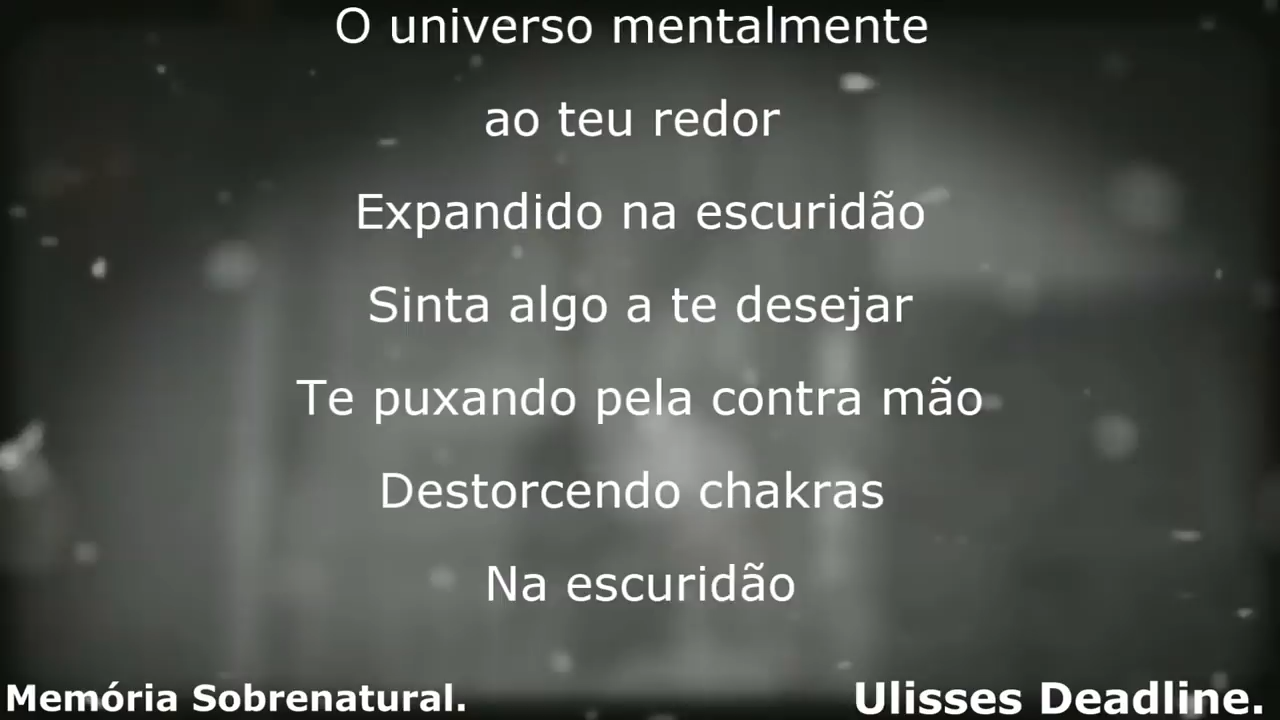 O universo mentalmente
ao teu redor
Expandido na escuridão
Sinta algo a te desejar
Te puxando pela contra mão
Destorcendo chakras
Na escuridão
Memória Sobrenatural.
Ulisses Deadline.